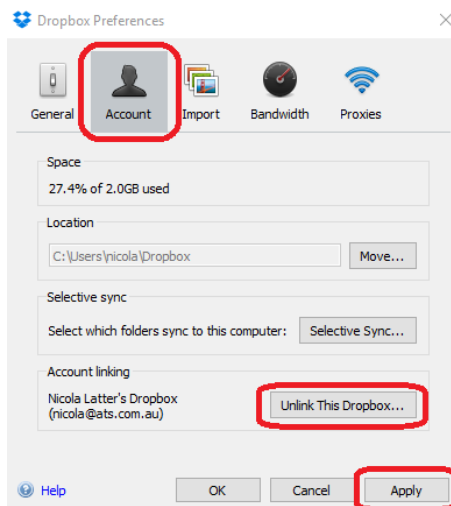 Dropbox Preferences
General Account Import Bandwidth Proxies
Space
27.4% of 2.0GB used
Location
C:\Users\nicola\Dropbox Move...
Selective sync
Select which folders sync to this computer: Selective Sync...
Account linking
Nicola Latter's Dropbox
(nicola@ats.com.au)
Unlink This Dropbox...
Help OK Cancel Apply